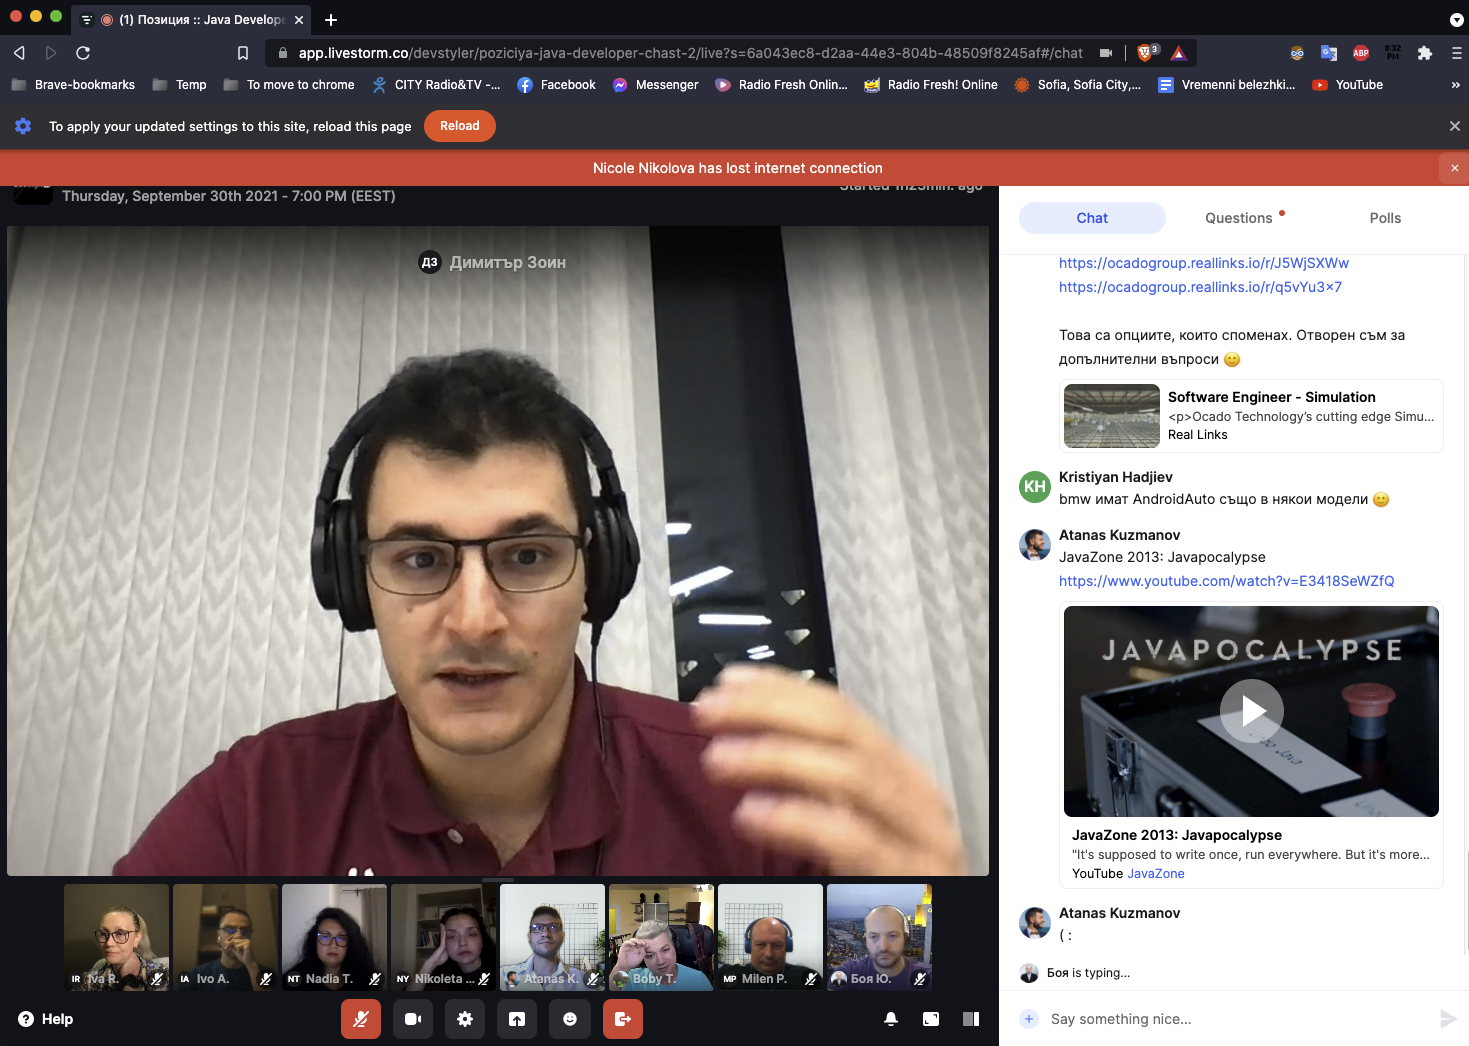 (1) Позиция :: Java Develope
app.livestorm.co/devstyler/poziciya-java-developer-chast-2/live?s=6a043ec8-d2aa-44e3-804b-48509f8245af#/chat
3
ABP
8:32
PM
Brave-bookmarks
Temp
To move to chrome
CITY Radio&TV -...
Facebook
Messenger
Radio Fresh Onlin...
Radio Fresh! Online
Sofia, Sofia City,...
Vremenni belezhki...
YouTube
To apply your updated settings to this site, reload this page
Reload
Nicole Nikolova has lost internet connection
Thursday, September 30th 2021 - 7:00 PM (EEST)
Started 1h23min. ago
ДЗ Димитър Зоин
Chat
Questions
Polls
https://ocadogroup.reallinks.io/r/J5WjSXWw
https://ocadogroup.reallinks.io/r/q5vYu3x7
Това са опциите, които споменах. Отворен съм за
допълнителни въпроси 🙂
Software Engineer - Simulation
<p>Ocado Technology’s cutting edge Simu...
Real Links
KH
Kristiyan Hadjiev
bmw имат AndroidAuto също в някои модели 🙂
Atanas Kuzmanov
JavaZone 2013: Javapocalypse
https://www.youtube.com/watch?v=E3418SeWZfQ
JAVAPOCALYPSE
JavaZone 2013: Javapocalypse
"It's supposed to write once, run everywhere. But it's more...
YouTube JavaZone
Atanas Kuzmanov
( :
Боя is typing...
Say something nice...
IR Iva R.
IA Ivo A.
NT Nadia T.
NY Nikoleta ...
Atanas K.
Boby T.
MP Milen P.
Боя Ю.
Help